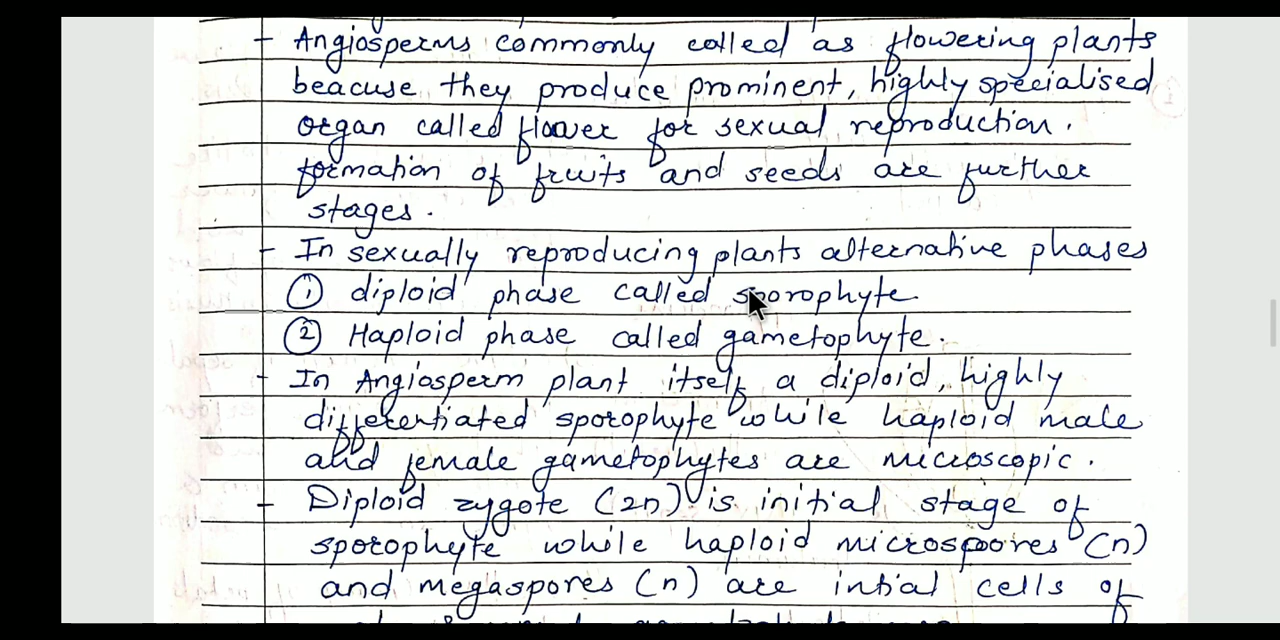 - Angiosperms commonly called as flowering plants
beacuse they produce prominent, highly specialised
organ called flower for sexual reproduction.
formation of fruits and seeds are further
stages.
- In sexually reproducing plants alternative phases
① diploid phase called sporophyte.
② Haploid phase called gametophyte.
- In Angiosperm plant itself a diploid, highly
differentiated sporophyte while haploid male
and female gametophytes are microscopic.
- Diploid zygote (2n) is initial stage of
sporophyte while haploid microspoores (n)
and megaspores (n) are intial cells of